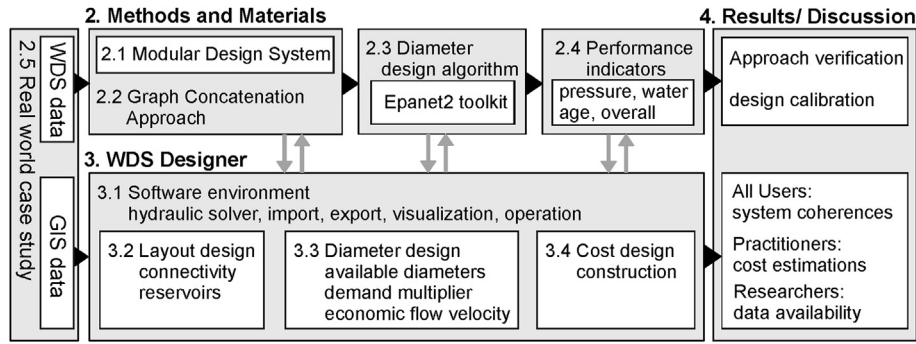 2. Methods and Materials
4. Results/ Discussion
2.5 Real world case study
WDS data
GIS data
2.1 Modular Design System
2.2 Graph Concatenation
Approach
2.3 Diameter
design algorithm
Epanet2 toolkit
2.4 Performance
indicators
pressure, water
age, overall
Approach verification
design calibration
3. WDS Designer
3.1 Software environment
hydraulic solver, import, export, visualization, operation
3.2 Layout design
connectivity
reservoirs
3.3 Diameter design
available diameters
demand multiplier
economic flow velocity
3.4 Cost design
construction
All Users:
system coherences
Practitioners:
cost estimations
Researchers:
data availability